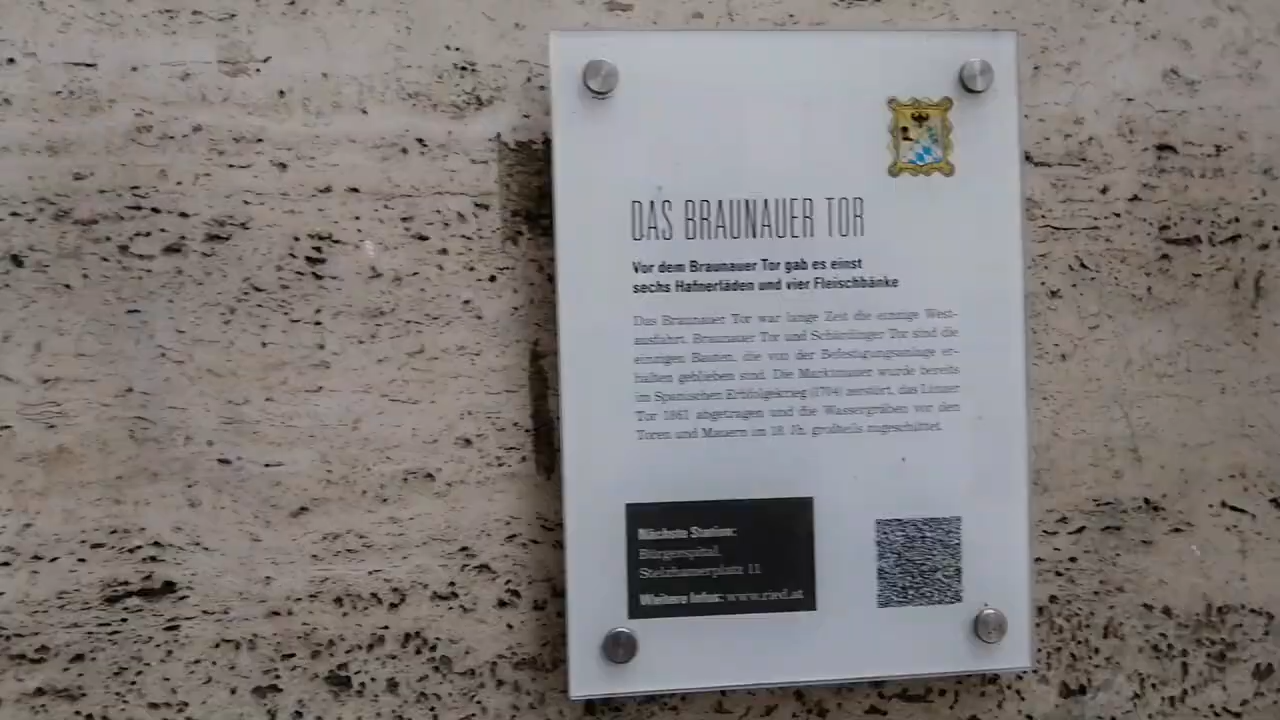 DAS BRAUNAUER TOR
Vor dem Braunauer Tor gab es einst
sechs Hafnerläden und vier Fleischbänke
Das Braunauer Tor war lange Zeit die einzige West-
ausfahrt. Braunauer Tor und Schärdinger Tor sind die
einzigen Bauten, die von der Befestigungsanlage er-
halten geblieben sind. Die Marktmauer wurde bereits
im Spanischen Erbfolgekrieg (1704) zerstört, das Linzer
Tor 1861 abgetragen und die Wassergräben vor den
Toren und Mauern im 18. Jh. großteils zugeschüttet.
Nächste Station:
Bürgerspital,
Stelzhamerplatz 11
Weitere Infos: www.ried.at